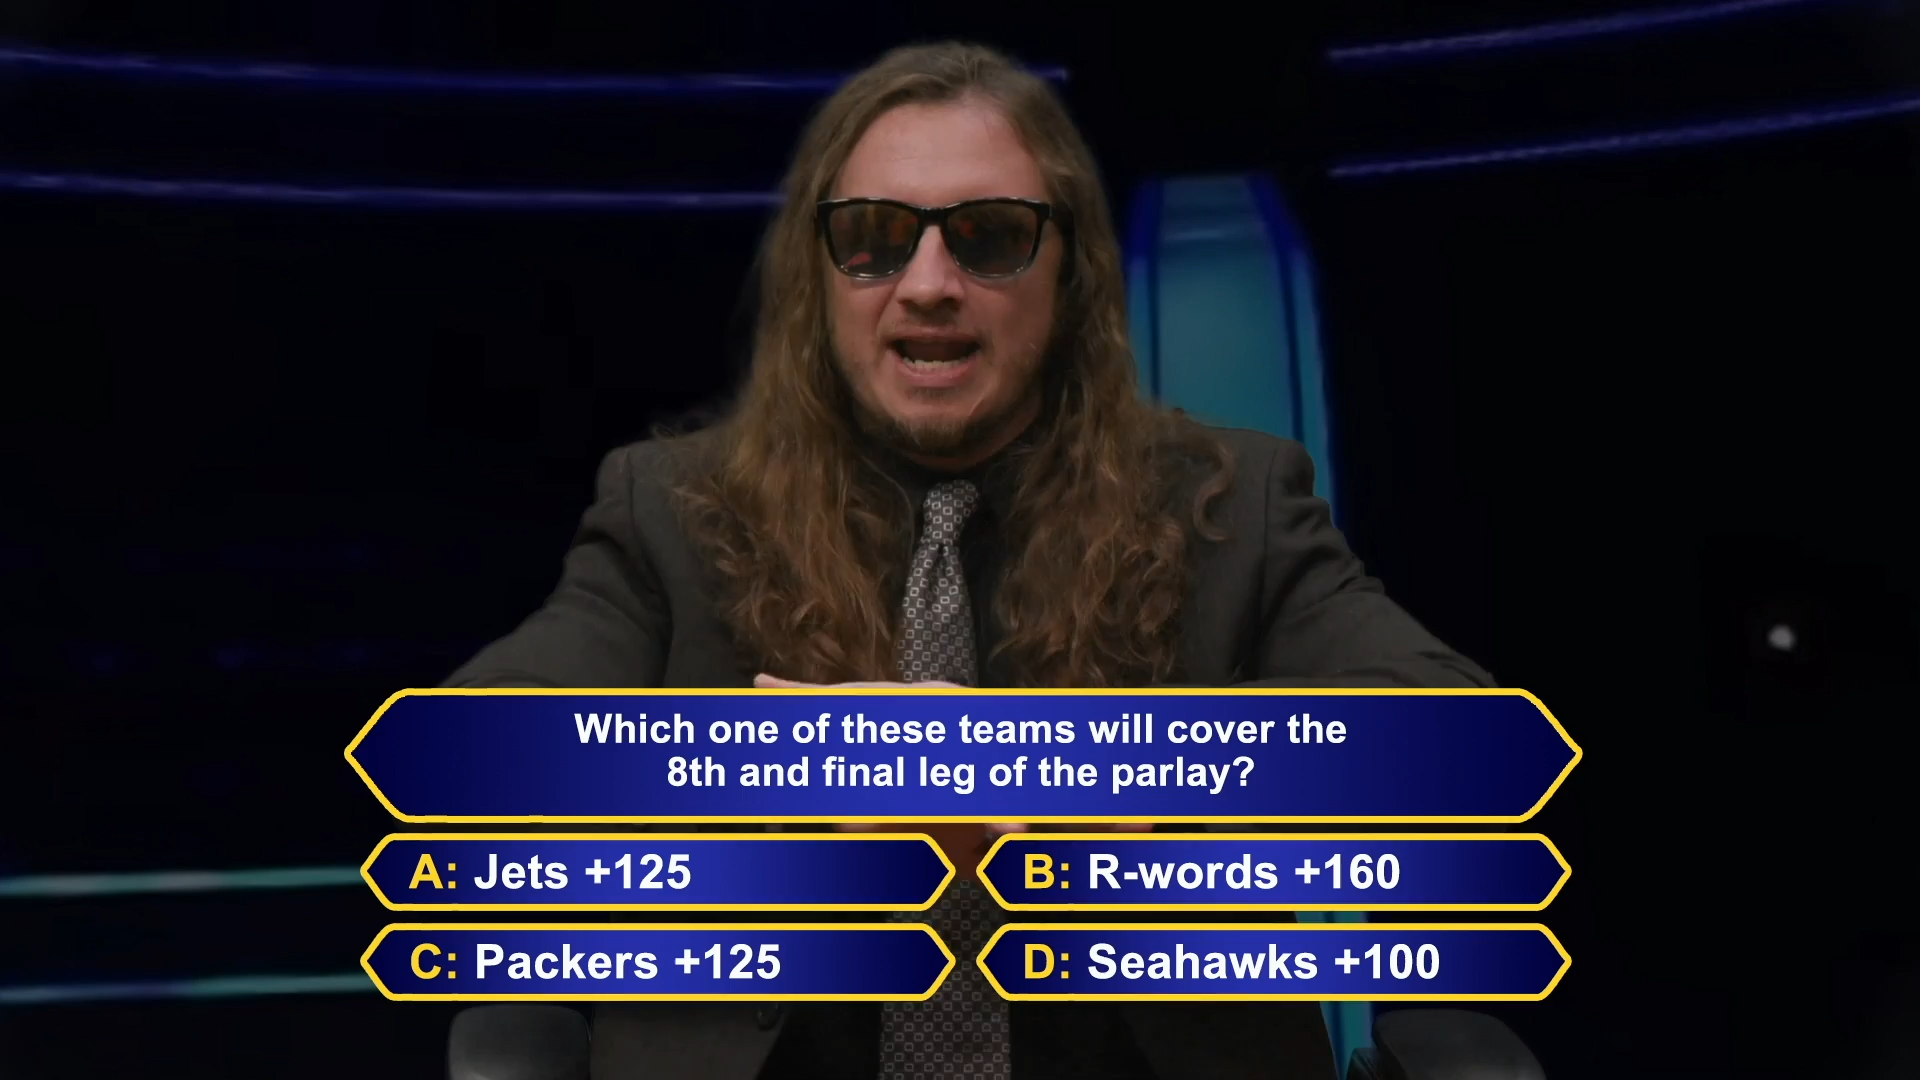 Which one of these teams will cover the
8th and final leg of the parlay?
A: Jets +125
B: R-words +160
C: Packers +125
D: Seahawks +100